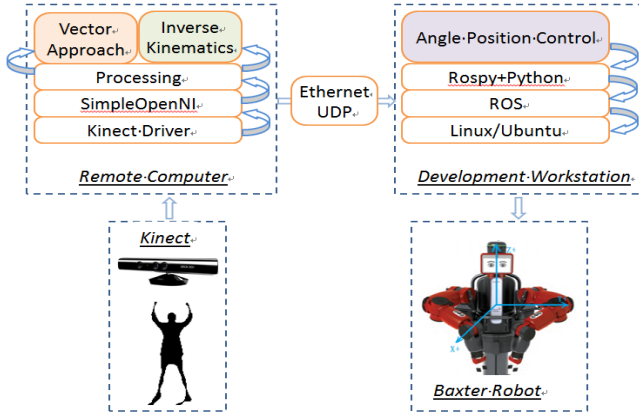 Vector
Approach
Inverse
Kinematics
Processing
SimpleOpenNI
Kinect·Driver
Remote·Computer
Ethernet
UDP
Angle·Position·Control
Rospy+Python
ROS
Linux/Ubuntu
Development·Workstation
Kinect
Z+
X+
Baxter·Robot